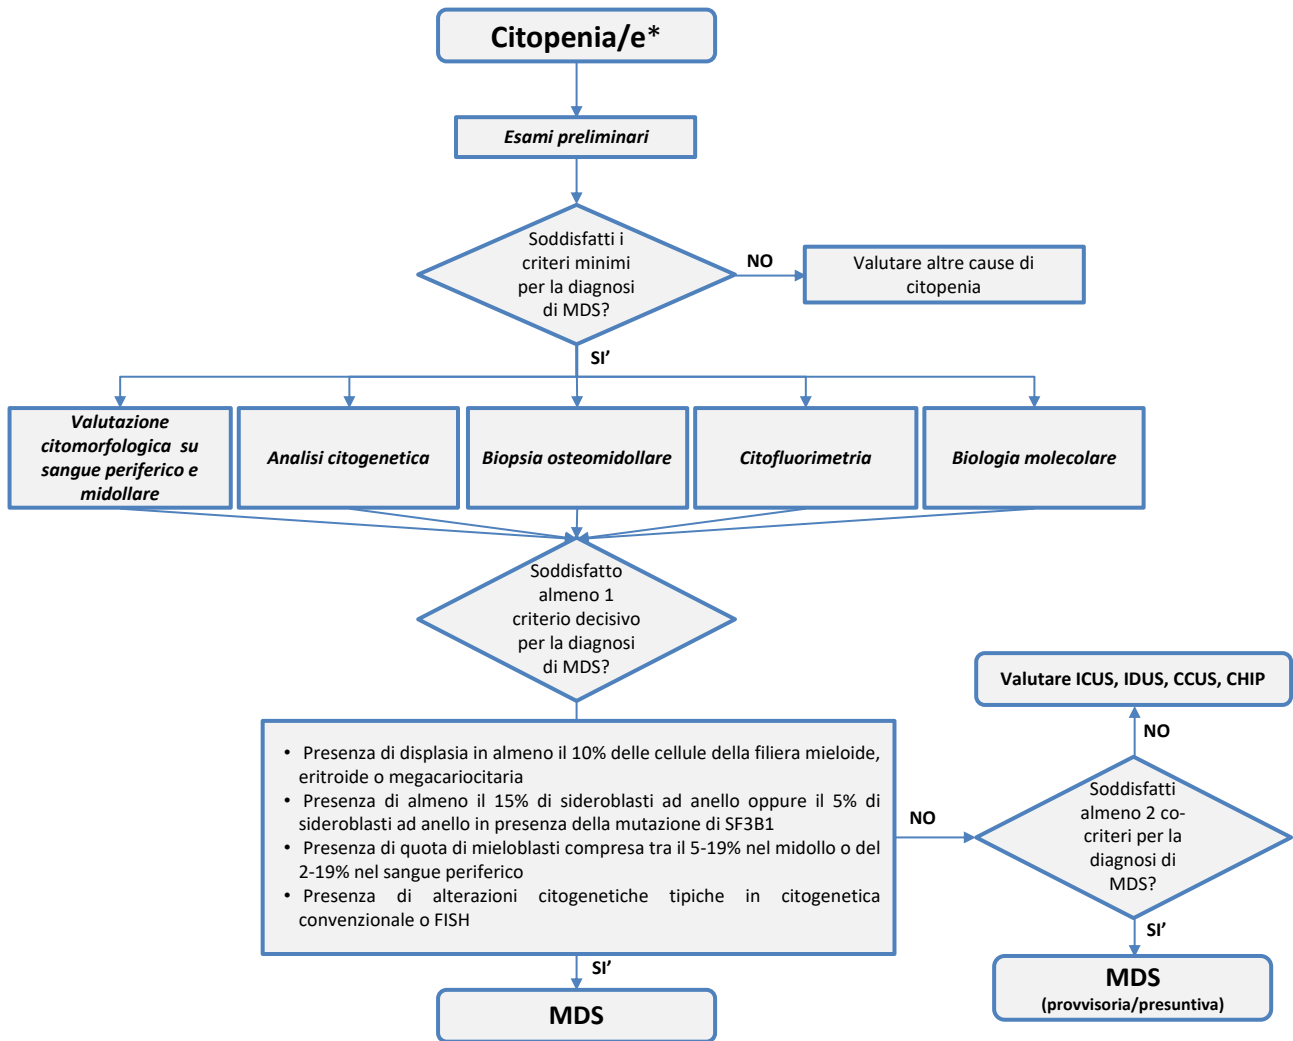 Citopenia/e*
Esami preliminari
Soddisfatti i
criteri minimi
per la diagnosi
di MDS?
NO
Valutare altre cause di
citopenia
SI’
Valutazione
citomorfologica su
sangue periferico e
midollare
Analisi citogenetica
Biopsia osteomidollare
Citofluorimetria
Biologia molecolare
Soddisfatto
almeno 1
criterio decisivo
per la diagnosi
di MDS?
• Presenza di displasia in almeno il 10% delle cellule della filiera mieloide,
eritroide o megacariocitaria
• Presenza di almeno il 15% di sideroblasti ad anello oppure il 5% di
sideroblasti ad anello in presenza della mutazione di SF3B1
• Presenza di quota di mieloblasti compresa tra il 5-19% nel midollo o del
2-19% nel sangue periferico
• Presenza di alterazioni citogenetiche tipiche in citogenetica
convenzionale o FISH
NO
Valutare ICUS, IDUS, CCUS, CHIP
NO
Soddisfatti
almeno 2 co-
criteri per la
diagnosi di
MDS?
SI’
MDS
(provvisoria/presuntiva)
SI’
MDS